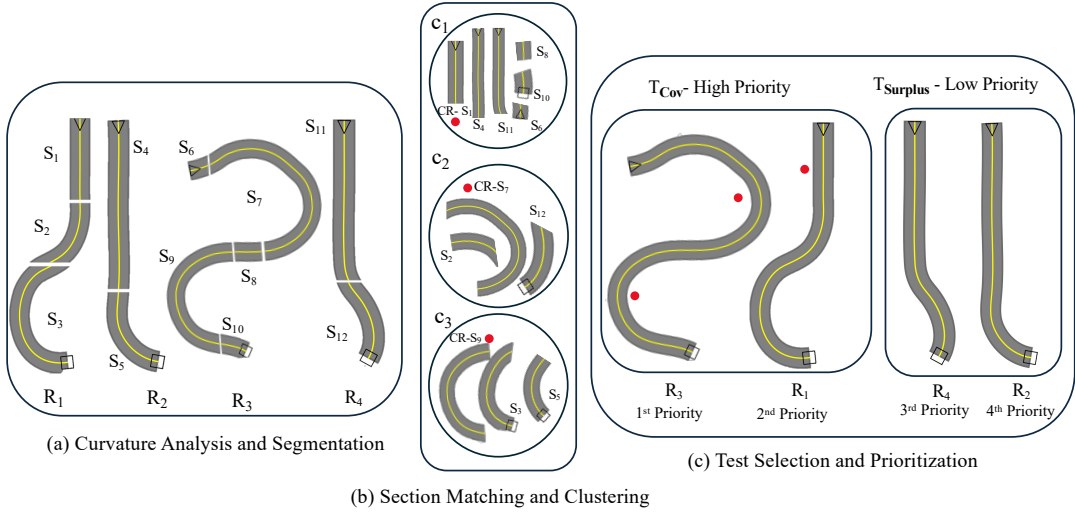 S1
S2
S3
S4
S5
S6
S7
S8
S9
S10
S11
S12
R1
R2
R3
R4
(a) Curvature Analysis and Segmentation
c1
S8
S10
CR- S1
S4
S11
S6
c2
CR-S7
S12
S2
c3
CR-S9
S3
S5
(b) Section Matching and Clustering
TCov- High Priority
TSurplus - Low Priority
R3
1st Priority
R1
2nd Priority
R4
3rd Priority
R2
4th Priority
(c) Test Selection and Prioritization